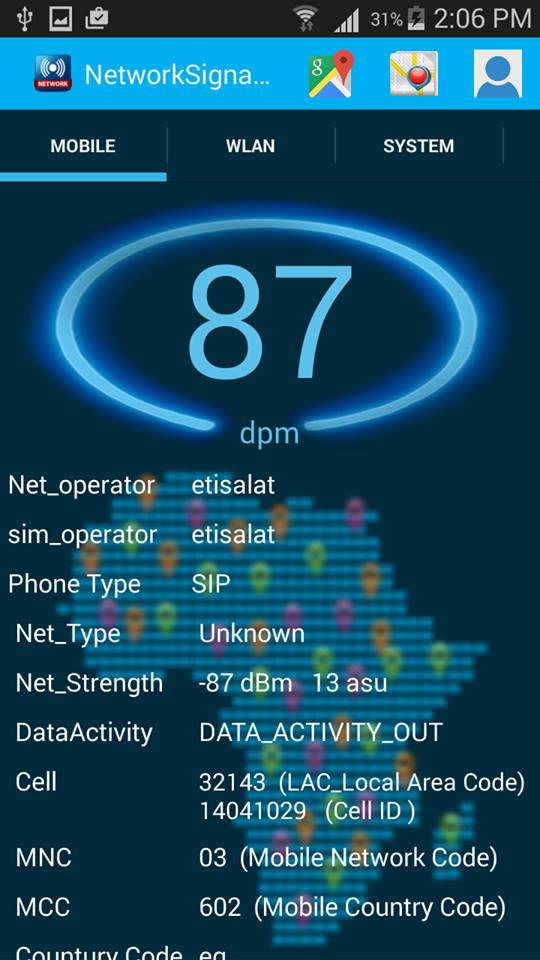 31% 2:06 PM
NETWORK NetworkSigna...
g
MOBILE WLAN SYSTEM
87
dpm
Net_operator etisalat
sim_operator etisalat
Phone Type SIP
Net_Type Unknown
Net_Strength -87 dBm 13 asu
DataActivity DATA_ACTIVITY_OUT
Cell 32143 (LAC_Local Area Code)
14041029 (Cell ID )
MNC 03 (Mobile Network Code)
MCC 602 (Mobile Country Code)
Countury Code eg